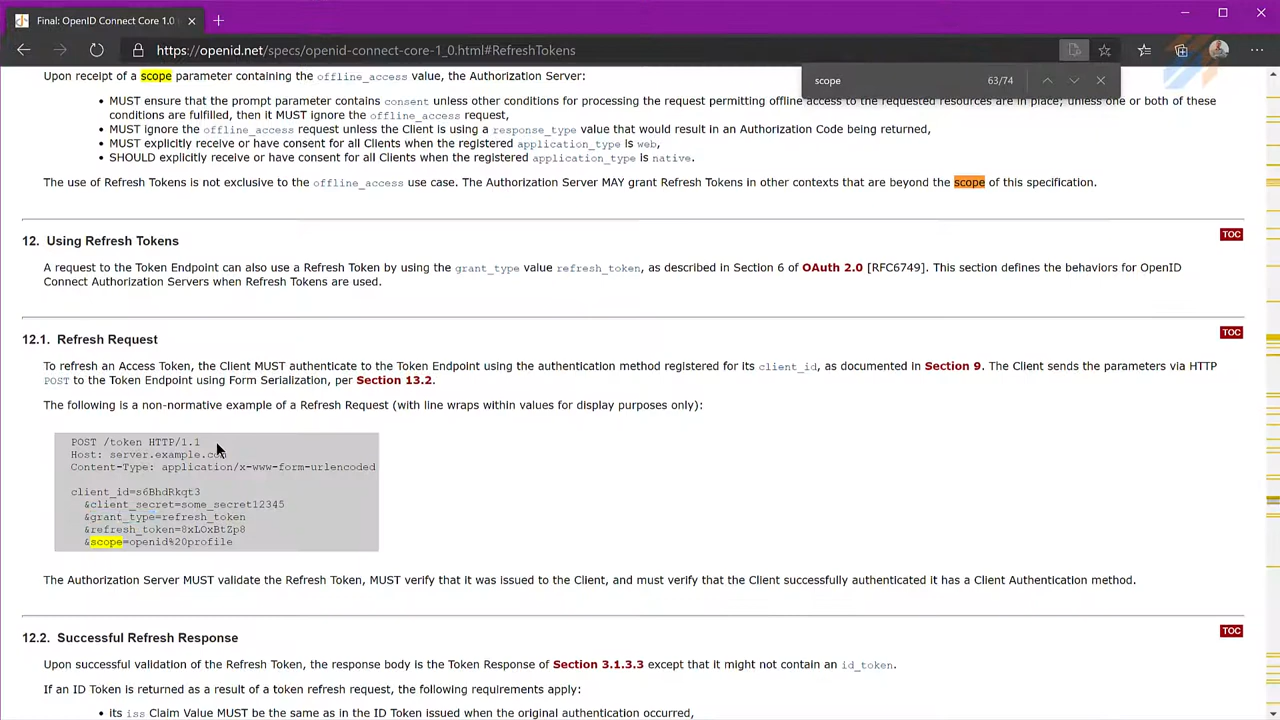 Final: OpenID Connect Core 1.0
https://openid.net/specs/openid-connect-core-1_0.html#RefreshTokens
scope 63/74
Upon receipt of a scope parameter containing the offline_access value, the Authorization Server:
• MUST ensure that the prompt parameter contains consent unless other conditions for processing the request permitting offline access to the requested resources are in place; unless one or both of these
conditions are fulfilled, then it MUST ignore the offline_access request,
• MUST ignore the offline_access request unless the Client is using a response_type value that would result in an Authorization Code being returned,
• MUST explicitly receive or have consent for all Clients when the registered application_type is web,
• SHOULD explicitly receive or have consent for all Clients when the registered application_type is native.
The use of Refresh Tokens is not exclusive to the offline_access use case. The Authorization Server MAY grant Refresh Tokens in other contexts that are beyond the scope of this specification.
TOC
12. Using Refresh Tokens
A request to the Token Endpoint can also use a Refresh Token by using the grant_type value refresh_token, as described in Section 6 of OAuth 2.0 [RFC6749]. This section defines the behaviors for OpenID
Connect Authorization Servers when Refresh Tokens are used.
TOC
12.1. Refresh Request
To refresh an Access Token, the Client MUST authenticate to the Token Endpoint using the authentication method registered for its client_id, as documented in Section 9. The Client sends the parameters via HTTP
POST to the Token Endpoint using Form Serialization, per Section 13.2.
The following is a non-normative example of a Refresh Request (with line wraps within values for display purposes only):
POST /token HTTP/1.1
Host: server.example.com
Content-Type: application/x-www-form-urlencoded
client_id=s6BhdRkqt3
&client_secret=some_secret12345
&grant_type=refresh_token
&refresh_token=8xLOxBtZp8
&scope=openid%20profile
The Authorization Server MUST validate the Refresh Token, MUST verify that it was issued to the Client, and must verify that the Client successfully authenticated it has a Client Authentication method.
TOC
12.2. Successful Refresh Response
Upon successful validation of the Refresh Token, the response body is the Token Response of Section 3.1.3.3 except that it might not contain an id_token.
If an ID Token is returned as a result of a token refresh request, the following requirements apply:
• its iss Claim Value MUST be the same as in the ID Token issued when the original authentication occurred,